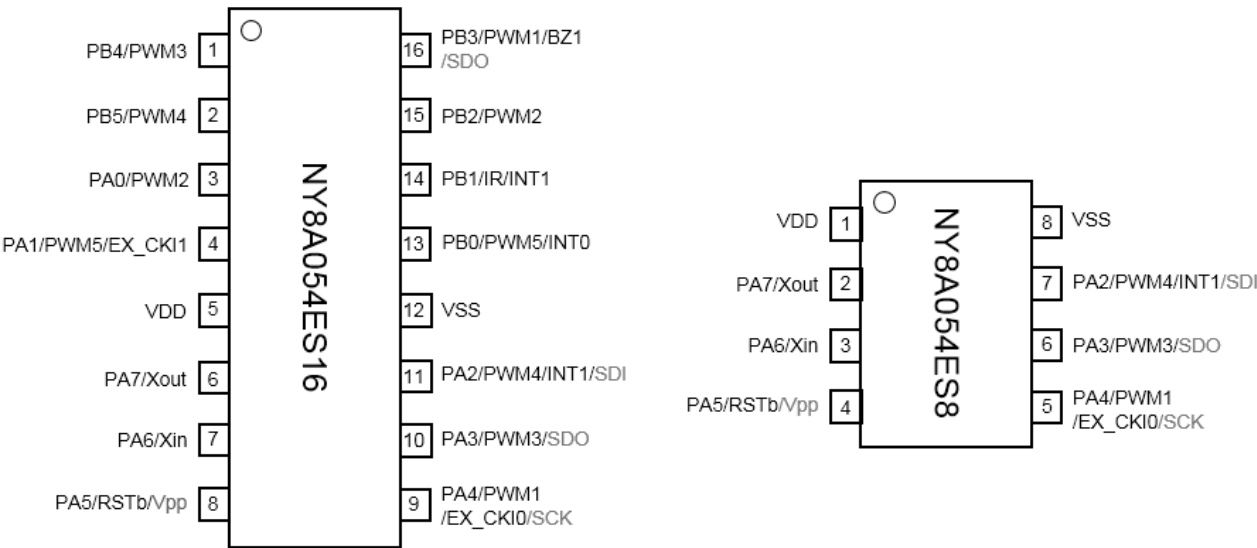 PB4/PWM3 1
PB5/PWM4 2
PA0/PWM2 3
PA1/PWM5/EX_CKI1 4
VDD 5
PA7/Xout 6
PA6/Xin 7
PA5/RSTb/Vpp 8
NY8A054ES16
16 PB3/PWM1/BZ1
/SDO
15 PB2/PWM2
14 PB1/IR/INT1
13 PB0/PWM5/INT0
12 VSS
11 PA2/PWM4/INT1/SDI
10 PA3/PWM3/SDO
9 PA4/PWM1
/EX_CKI0/SCK
VDD 1
PA7/Xout 2
PA6/Xin 3
PA5/RSTb/Vpp 4
NY8A054ES8
8 VSS
7 PA2/PWM4/INT1/SDI
6 PA3/PWM3/SDO
5 PA4/PWM1
/EX_CKI0/SCK